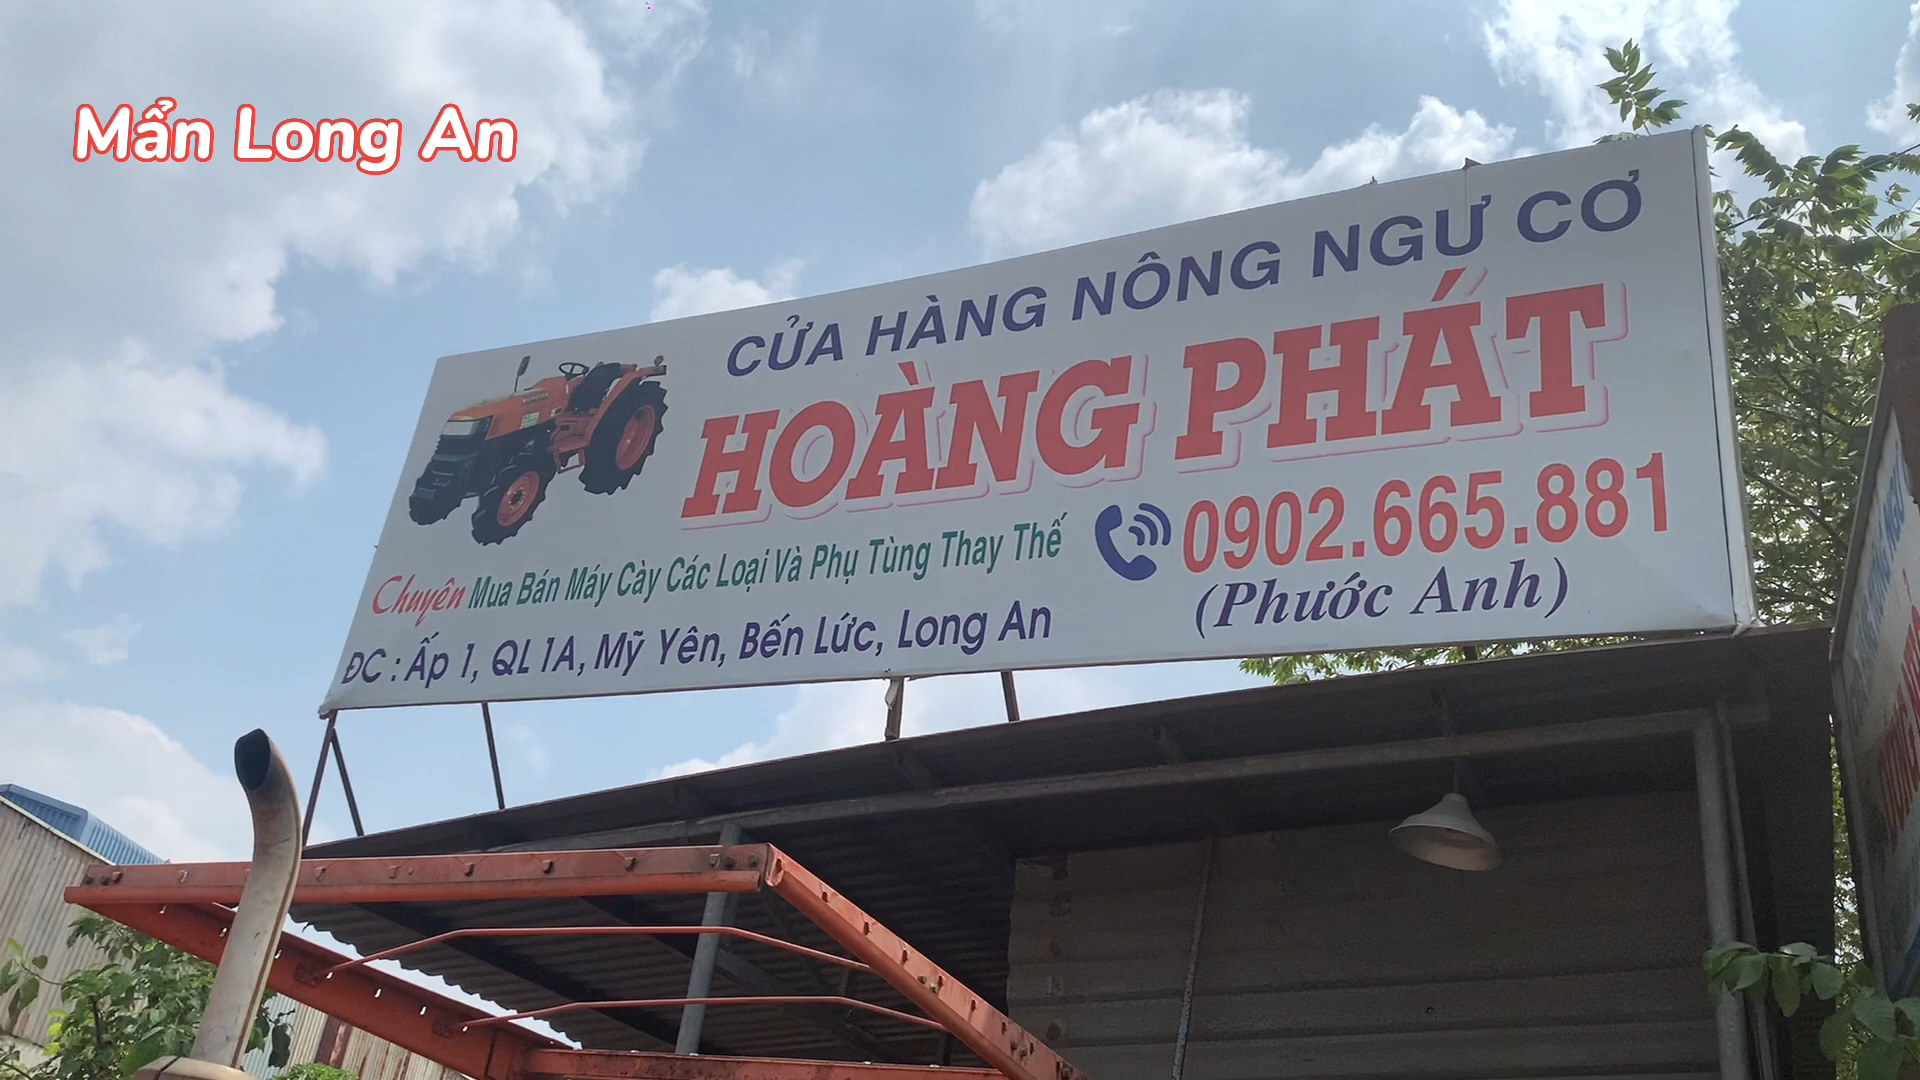 Mẩn Long An
CỬA HÀNG NÔNG NGƯ CƠ
HOÀNG PHÁT
0902.665.881
(Phước Anh)
Chuyên Mua Bán Máy Cày Các Loại Và Phụ Tùng Thay Thế
ĐC : Ấp 1, QL 1A, Mỹ Yên, Bến Lức, Long An